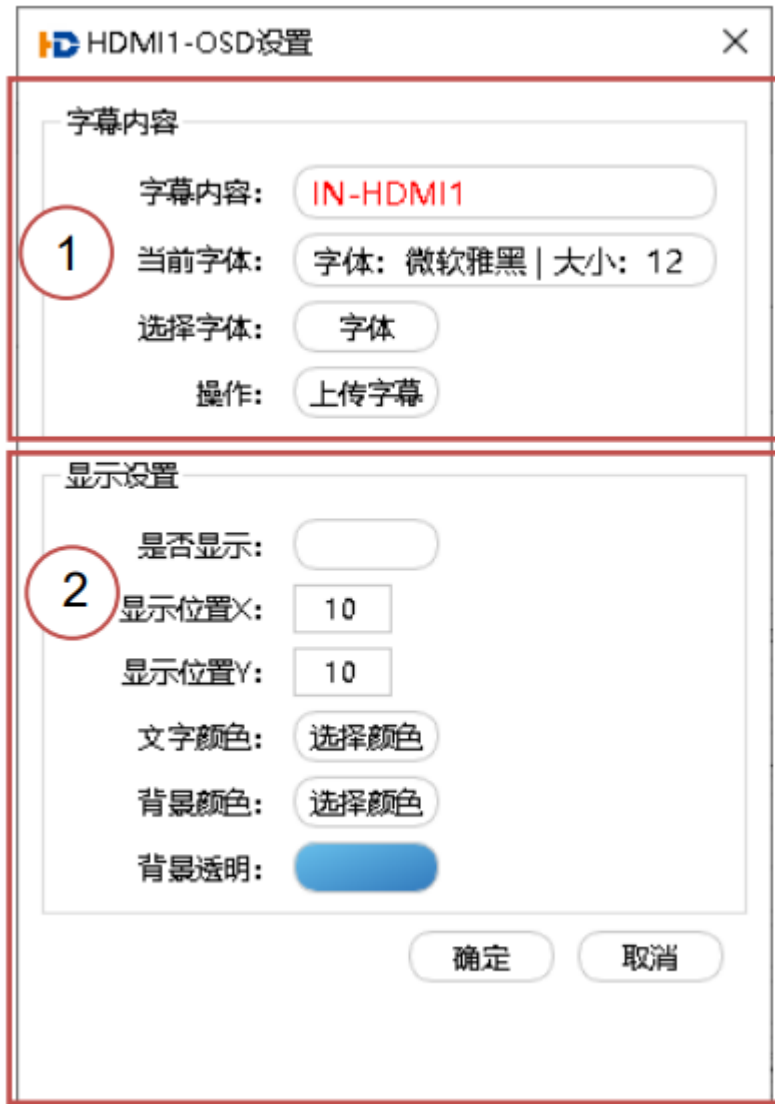 HD HDMI1-OSD设置 ×
字幕内容
字幕内容： IN-HDMI1
1
当前字体： 字体：微软雅黑 | 大小：12
选择字体： 字体
操作： 上传字幕
显示设置
是否显示：
2
显示位置X： 10
显示位置Y： 10
文字颜色： 选择颜色
背景颜色： 选择颜色
背景透明：
确定 取消